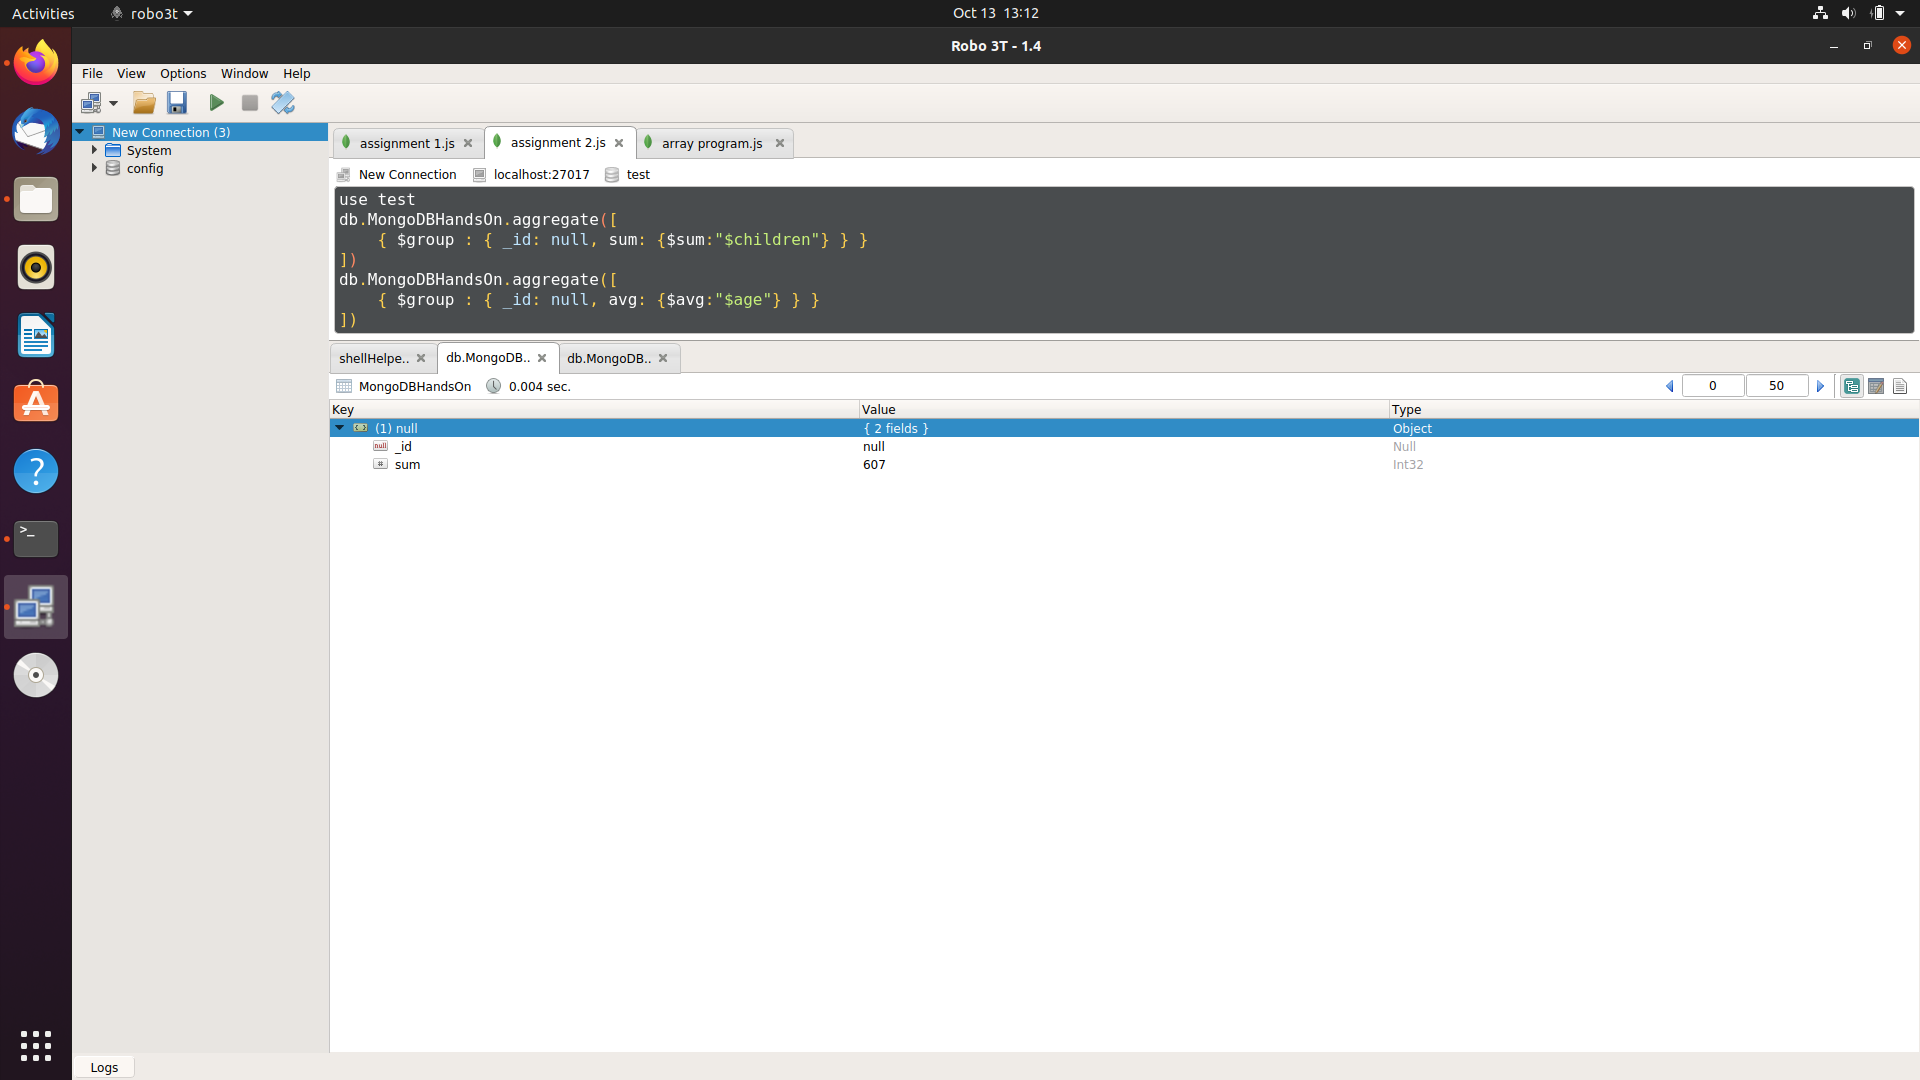 Activities robo3t Oct 13 13:12
Robo 3T - 1.4
File View Options Window Help
New Connection (3)
System
config
assignment 1.js assignment 2.js array program.js
New Connection localhost:27017 test
use test
db.MongoDBHandsOn.aggregate([
    { $group : { _id: null, sum: {$sum:"$children"} } }
])
db.MongoDBHandsOn.aggregate([
    { $group : { _id: null, avg: {$avg:"$age"} } }
])
shellHelpe.. db.MongoDB.. db.MongoDB..
MongoDBHandsOn 0.004 sec. 0 50
Key Value Type
(1) null { 2 fields } Object
null _id null Null
# sum 607 Int32
Logs